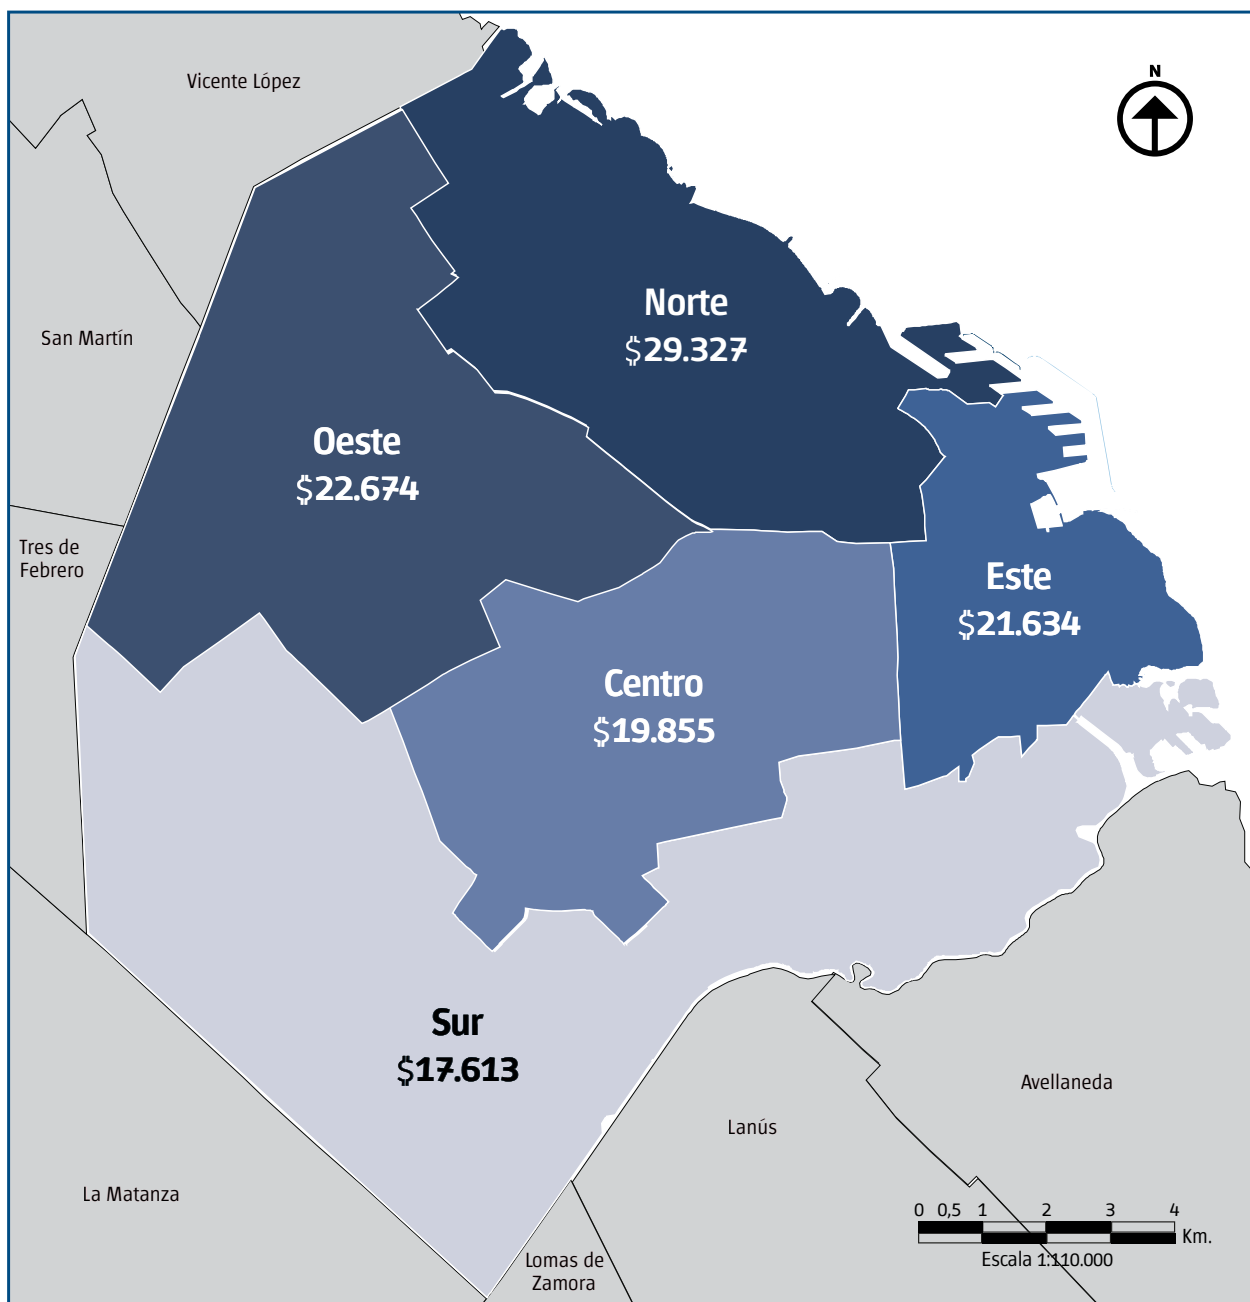 Vicente López
N
San Martín
Norte
$29.327
Oeste
$22.674
Tres de
Febrero
Este
$21.634
Centro
$19.855
Sur
$17.613
Avellaneda
Lanús
La Matanza
0 0,5 1 2 3 4
Km.
Escala 1:110.000
Lomas de
Zamora